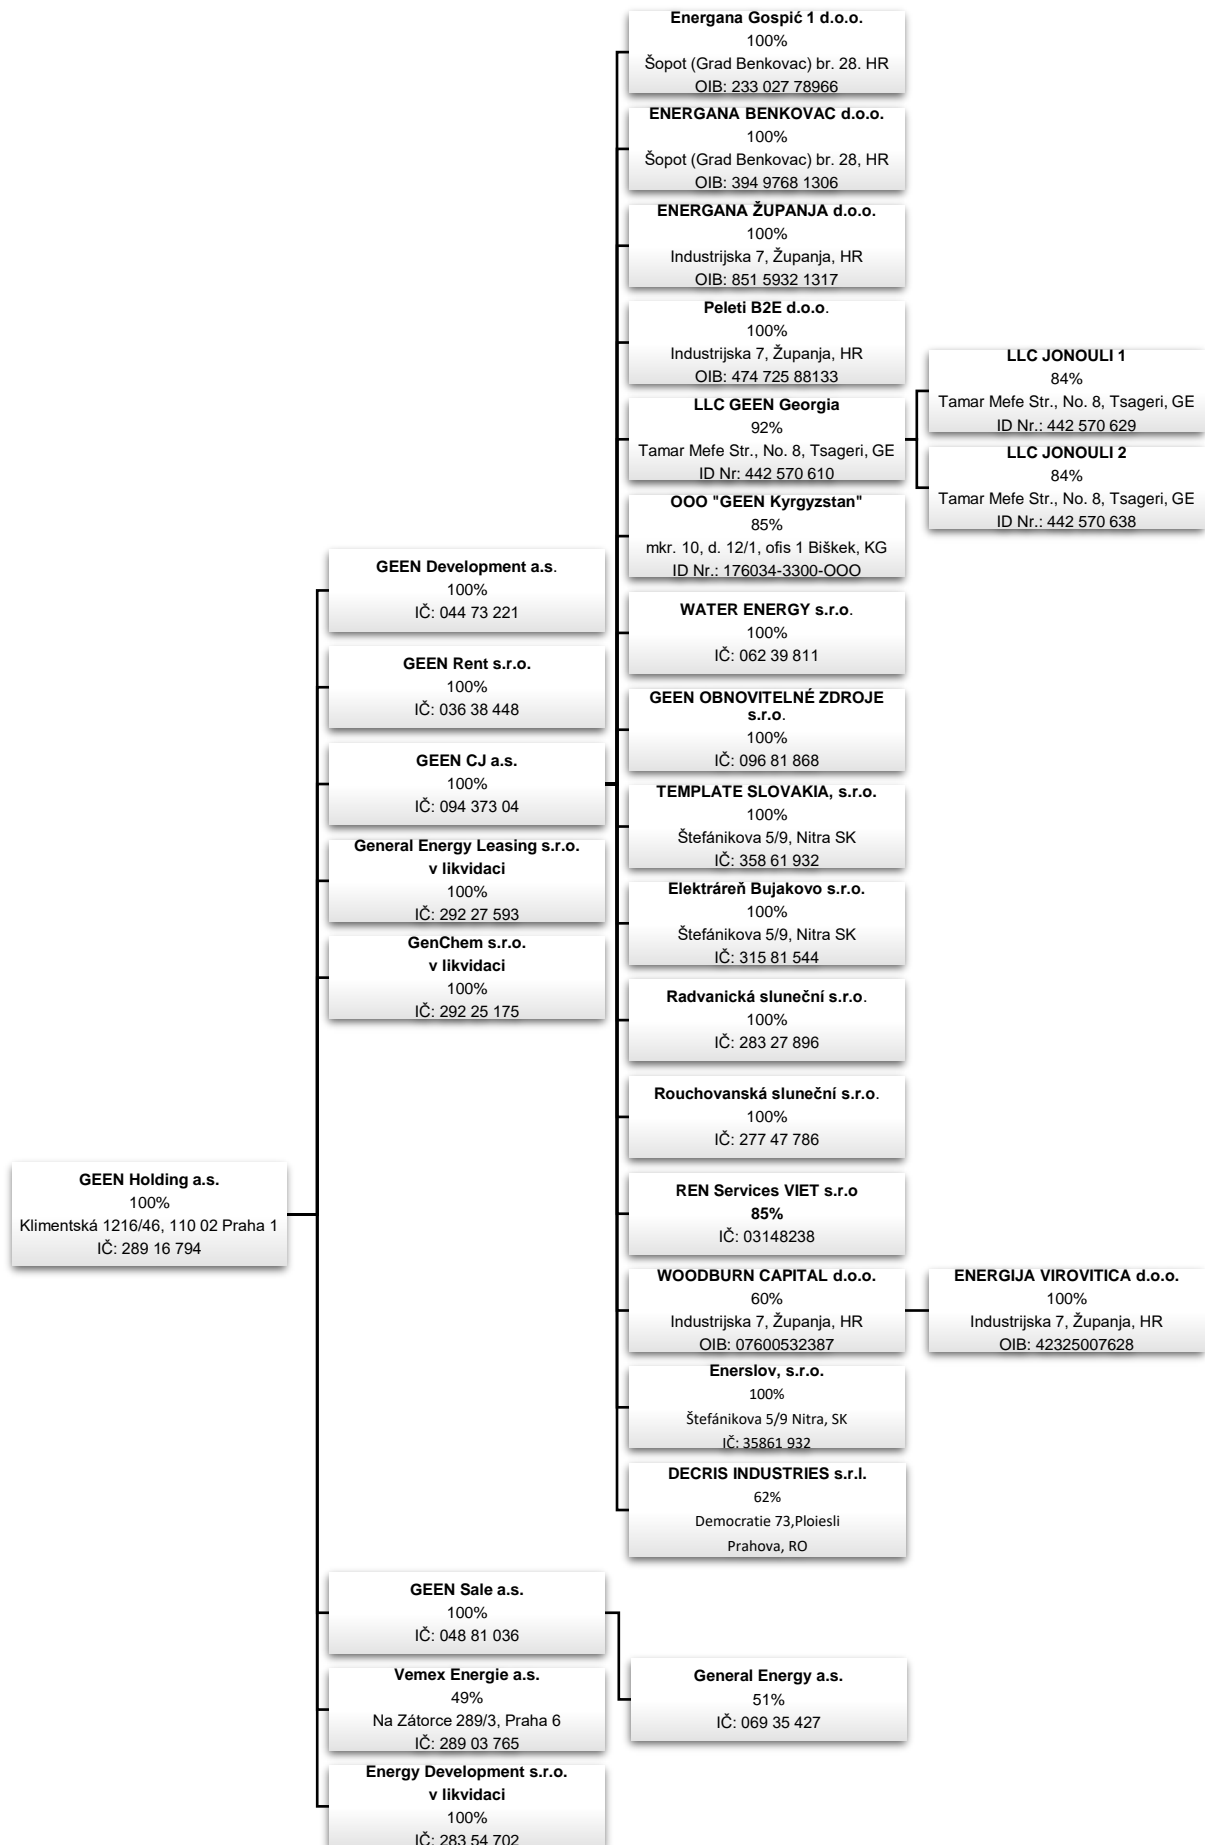 Energana Gospić 1 d.o.o.
100%
Šopot (Grad Benkovac) br. 28. HR
OIB: 233 027 78966
ENERGANA BENKOVAC d.o.o.
100%
Šopot (Grad Benkovac) br. 28, HR
OIB: 394 9768 1306
ENERGANA ŽUPANJA d.o.o.
100%
Industrijska 7, Županja, HR
OIB: 851 5932 1317
Peleti B2E d.o.o.
100%
Industrijska 7, Županja, HR
OIB: 474 725 88133
LLC GEEN Georgia
92%
Tamar Mefe Str., No. 8, Tsageri, GE
ID Nr: 442 570 610
LLC JONOULI 1
84%
Tamar Mefe Str., No. 8, Tsageri, GE
ID Nr.: 442 570 629
LLC JONOULI 2
84%
Tamar Mefe Str., No. 8, Tsageri, GE
ID Nr.: 442 570 638
OOO "GEEN Kyrgyzstan"
85%
mkr. 10, d. 12/1, ofis 1 Biškek, KG
ID Nr.: 176034-3300-OOO
GEEN Development a.s.
100%
IČ: 044 73 221
WATER ENERGY s.r.o.
100%
IČ: 062 39 811
GEEN Rent s.r.o.
100%
IČ: 036 38 448
GEEN OBNOVITELNÉ ZDROJE
s.r.o.
100%
IČ: 096 81 868
GEEN CJ a.s.
100%
IČ: 094 373 04
TEMPLATE SLOVAKIA, s.r.o.
100%
Štefánikova 5/9, Nitra SK
IČ: 358 61 932
General Energy Leasing s.r.o.
v likvidaci
100%
IČ: 292 27 593
Elektráreň Bujakovo s.r.o.
100%
Štefánikova 5/9, Nitra SK
IČ: 315 81 544
GenChem s.r.o.
v likvidaci
100%
IČ: 292 25 175
Radvanická sluneční s.r.o.
100%
IČ: 283 27 896
Rouchovanská sluneční s.r.o.
100%
IČ: 277 47 786
GEEN Holding a.s.
100%
Klimentská 1216/46, 110 02 Praha 1
IČ: 289 16 794
REN Services VIET s.r.o
85%
IČ: 03148238
WOODBURN CAPITAL d.o.o.
60%
Industrijska 7, Županja, HR
OIB: 07600532387
ENERGIJA VIROVITICA d.o.o.
100%
Industrijska 7, Županja, HR
OIB: 42325007628
Enerslov, s.r.o.
100%
Štefánikova 5/9 Nitra, SK
IČ: 35861 932
DECRIS INDUSTRIES s.r.l.
62%
Democratie 73,Ploiesli
Prahova, RO
GEEN Sale a.s.
100%
IČ: 048 81 036
Vemex Energie a.s.
49%
Na Zátorce 289/3, Praha 6
IČ: 289 03 765
General Energy a.s.
51%
IČ: 069 35 427
Energy Development s.r.o.
v likvidaci
100%
IČ: 283 54 702